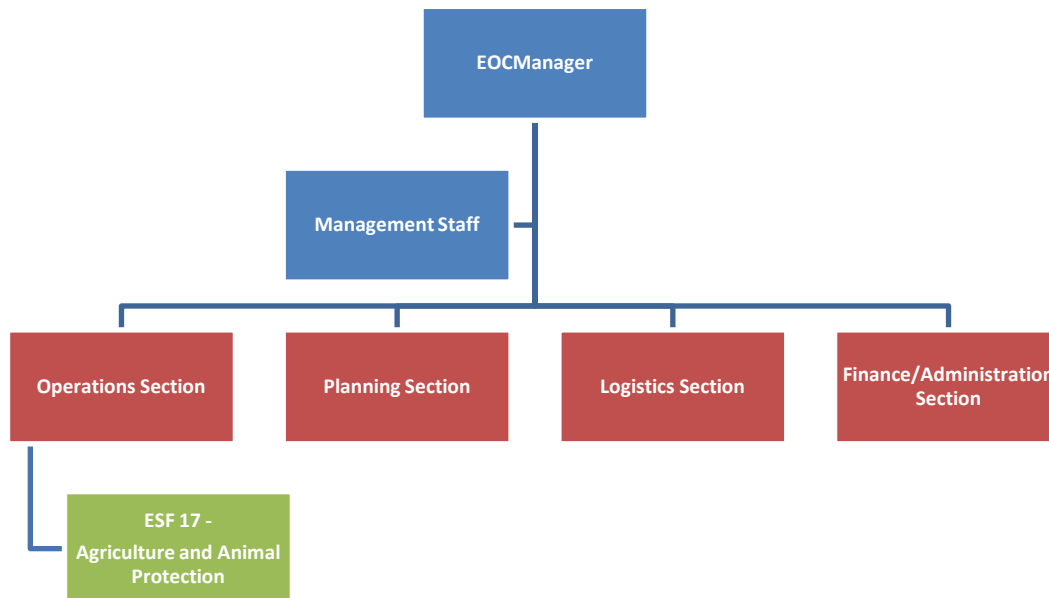 EOCManager
Management Staff
Operations Section
Planning Section
Logistics Section
Finance/Administration
Section
ESF 17 -
Agriculture and Animal
Protection